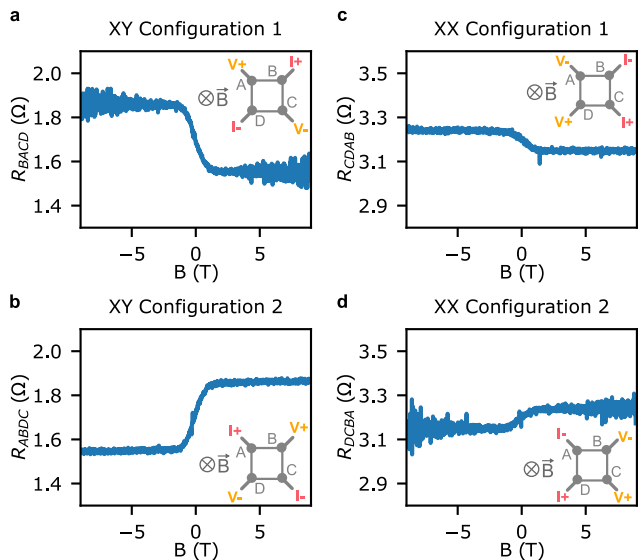 a XY Configuration 1
R_BACD (Ω)
2.0
1.8
1.6
1.4
V+ I+
A B
⊗B⃗
D C
I- V-
−5 0 5
B (T)
c XX Configuration 1
R_CDAB (Ω)
3.5
3.3
3.1
2.9
V- I-
A B
⊗B⃗
D C
V+ I+
−5 0 5
B (T)
b XY Configuration 2
R_ABDC (Ω)
2.0
1.8
1.6
1.4
I+ V+
A B
⊗B⃗
D C
V- I-
−5 0 5
B (T)
d XX Configuration 2
R_DCBA (Ω)
3.5
3.3
3.1
2.9
I- V-
A B
⊗B⃗
D C
I+ V+
−5 0 5
B (T)